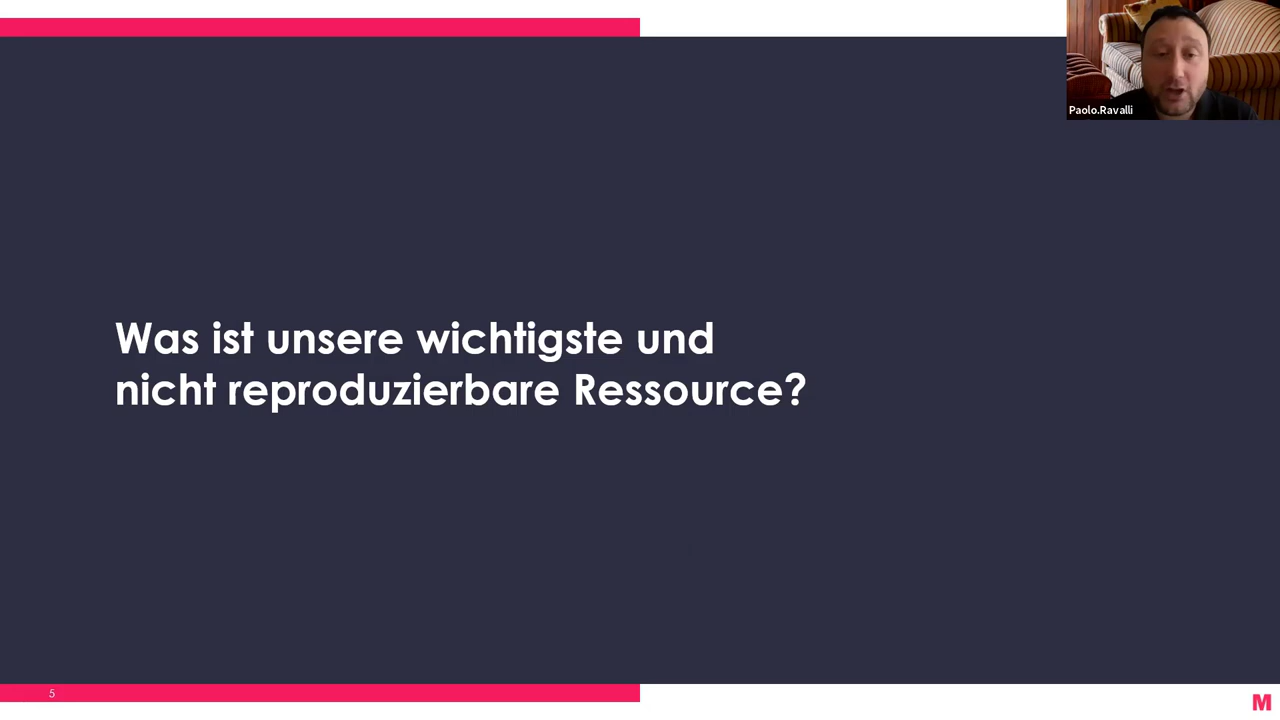 Paolo.Ravalli
Was ist unsere wichtigste und
nicht reproduzierbare Ressource?
5
M